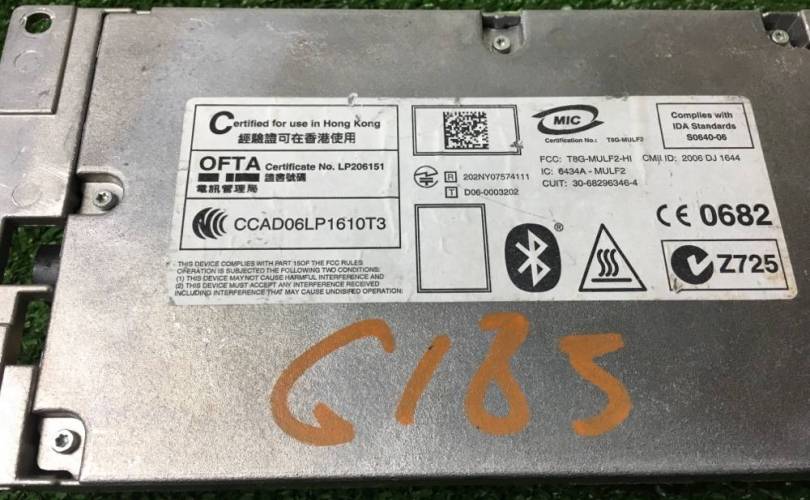 Certified for use in Hong Kong
經驗證可在香港使用
OFTA Certificate No. LP206151
證書號碼
電訊管理局
CCAD06LP1610T3
THIS DEVICE COMPLIES WITH PART 15OF THE FCC RULES
OPERATION IS SUBJECTED THE FOLLOWING TWO CONDITIONS:
(1) THIS DEVICE MAY NOT CAUSE HARMFUL INTERFERENCE AND
(2) THIS DEVICE MUST ACCEPT ANY INTERFERENCE RECEIVED
INCLUDING INTERFERENCE THAT MAY CAUSE UNDISIRED OPERATION
R 202NY07574111
T D06-0003202
MIC
Certification No.: T8G-MULF2
Complies with
IDA Standards
S0640-06
FCC: T8G-MULF2-HI CMII ID: 2006 DJ 1644
IC: 6434A - MULF2
CUIT: 30-68296346-4
CE 0682
Z725
®
G185